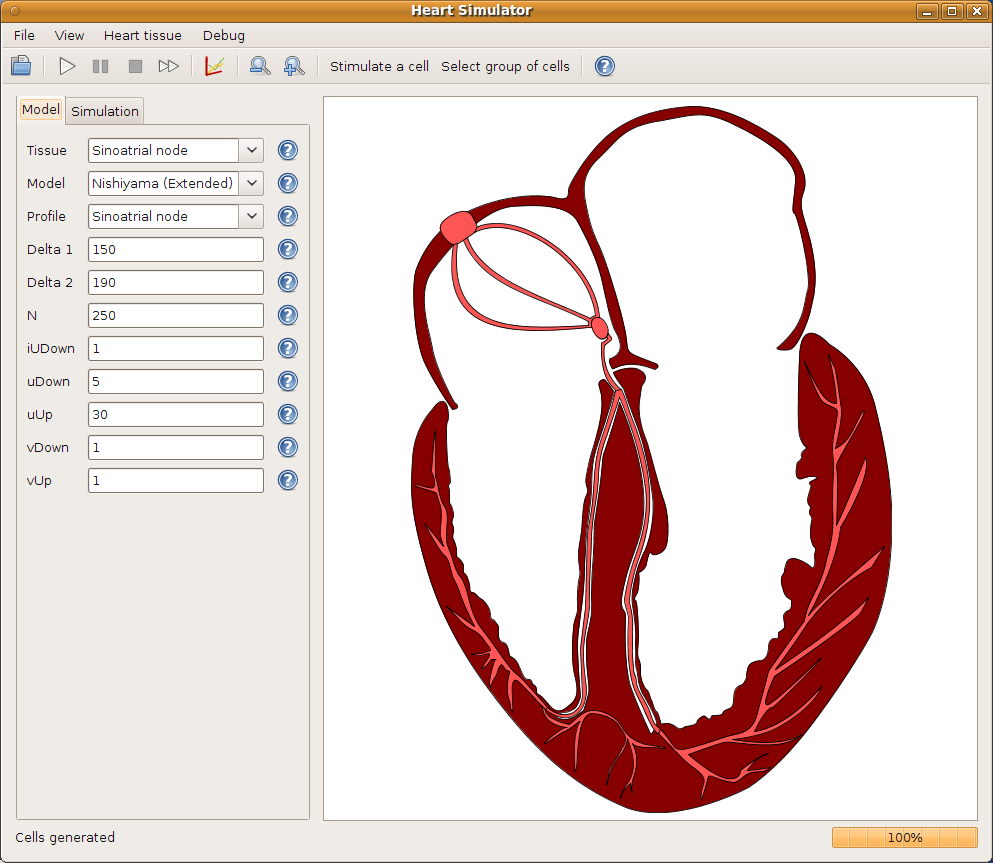 Heart Simulator
File View Heart tissue Debug
Stimulate a cell Select group of cells ?
Model Simulation
Tissue Sinoatrial node ?
Model Nishiyama (Extended) ?
Profile Sinoatrial node ?
Delta 1 150 ?
Delta 2 190 ?
N 250 ?
iUDown 1 ?
uDown 5 ?
uUp 30 ?
vDown 1 ?
vUp 1 ?
Cells generated 100%